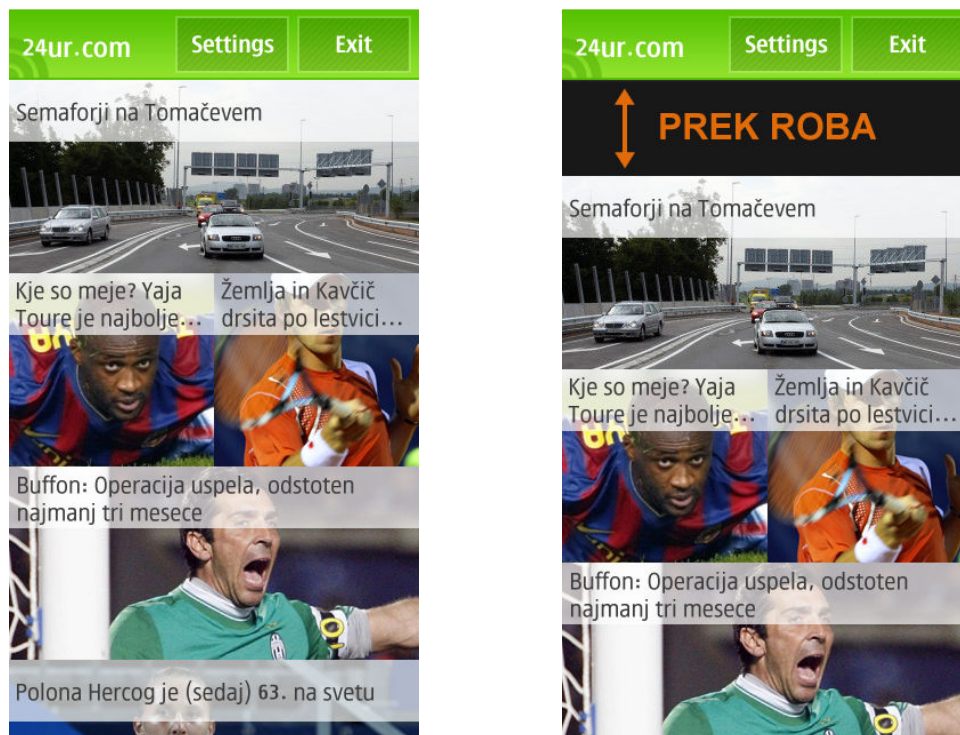 24ur.com Settings Exit
Semaforji na Tomačevem
Kje so meje? Yaja
Toure je najbolje...
Žemlja in Kavčič
drsita po lestvici...
Buffon: Operacija uspela, odstoten
najmanj tri mesece
Polona Hercog je (sedaj) 63. na svetu
24ur.com Settings Exit
PREK ROBA
Semaforji na Tomačevem
Kje so meje? Yaja
Toure je najbolje...
Žemlja in Kavčič
drsita po lestvici...
Buffon: Operacija uspela, odstoten
najmanj tri mesece